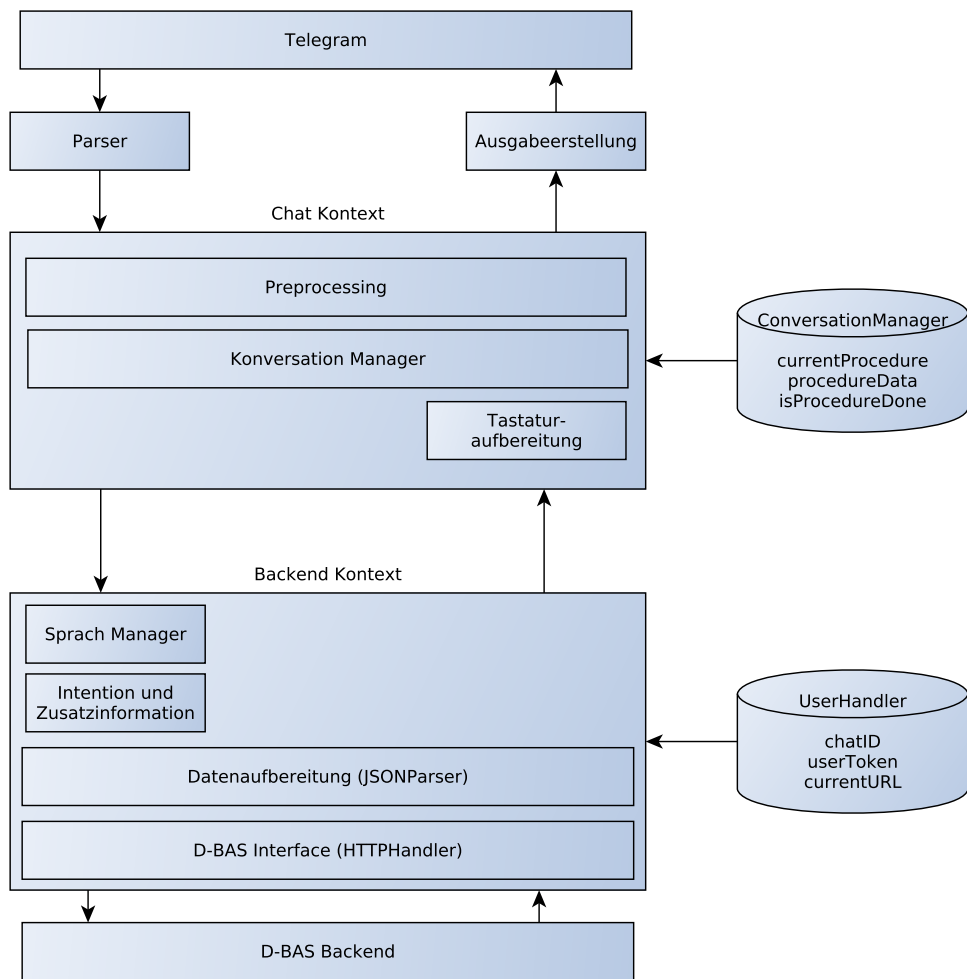 Telegram
Parser
Ausgabeerstellung
Chat Kontext
Preprocessing
Konversation Manager
Tastatur-
aufbereitung
ConversationManager
currentProcedure
procedureData
isProcedureDone
Backend Kontext
Sprach Manager
Intention und
Zusatzinformation
Datenaufbereitung (JSONParser)
D-BAS Interface (HTTPHandler)
UserHandler
chatID
userToken
currentURL
D-BAS Backend